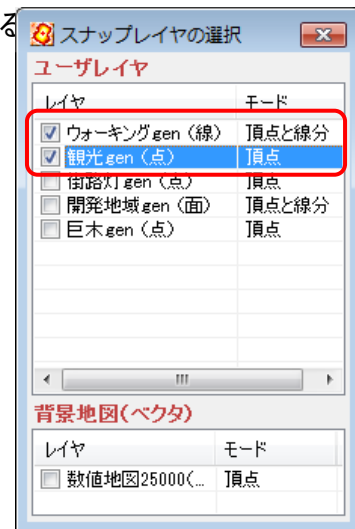 る
スナップレイヤの選択
ユーザレイヤ
レイヤ モード
ウォーキングgen（線） 頂点と線分
観光gen（点） 頂点
街路灯gen（点） 頂点
開発地域gen（面） 頂点と線分
巨木gen（点） 頂点
背景地図(ベクタ)
レイヤ モード
数値地図25000(... 頂点